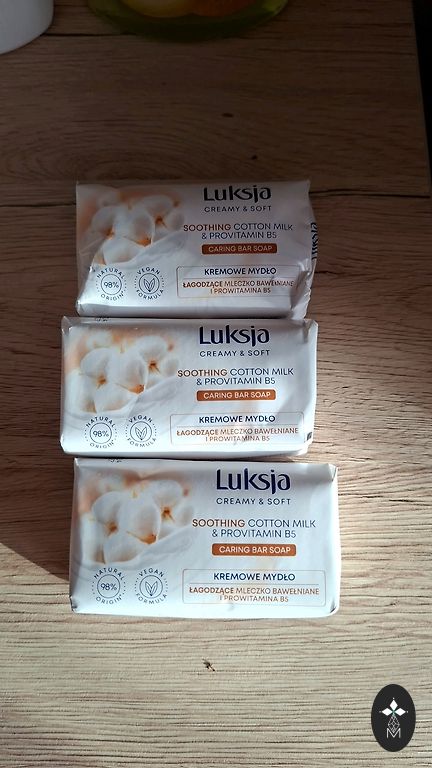 Luksja
CREAMY & SOFT
SOOTHING COTTON MILK
& PROVITAMIN B5
CARING BAR SOAP
KREMOWE MYDŁO
ŁAGODZĄCE MLECZKO BAWEŁNIANE
I PROWITAMINA B5
NATURAL
98%
ORIGIN
VEGAN
FORMULA
Luksja
Luksja
CREAMY & SOFT
SOOTHING COTTON MILK
& PROVITAMIN B5
CARING BAR SOAP
KREMOWE MYDŁO
ŁAGODZĄCE MLECZKO BAWEŁNIANE
I PROWITAMINA B5
NATURAL
98%
ORIGIN
VEGAN
FORMULA
Luksja
CREAMY & SOFT
SOOTHING COTTON MILK
& PROVITAMIN B5
CARING BAR SOAP
KREMOWE MYDŁO
ŁAGODZĄCE MLECZKO BAWEŁNIANE
I PROWITAMINA B5
NATURAL
98%
ORIGIN
VEGAN
FORMULA
M